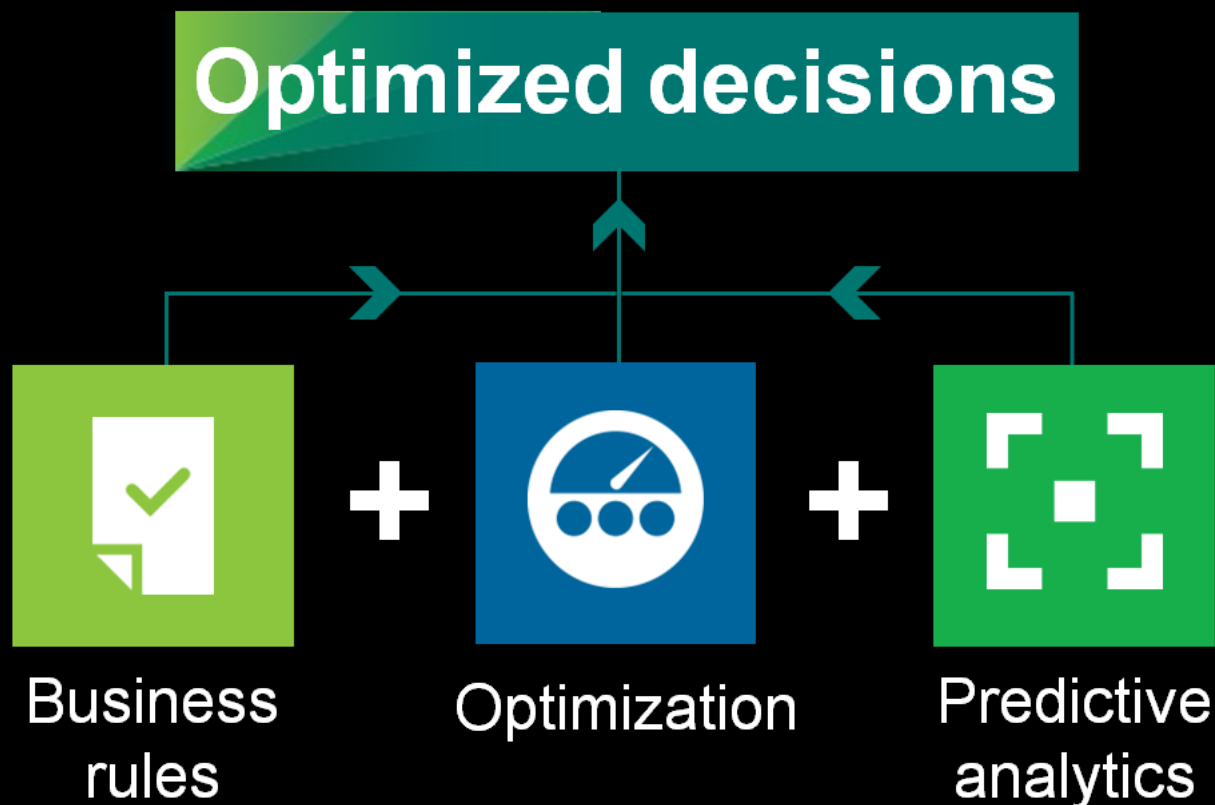 Optimized decisions
Business
rules
Optimization
Predictive
analytics